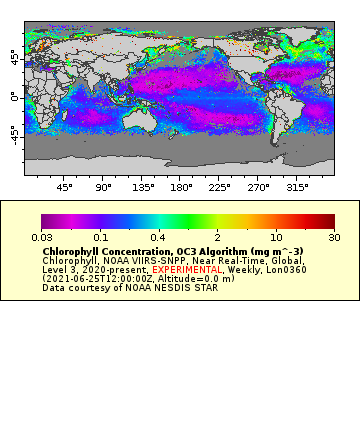 45°
0°
-45°
45° 90° 135° 180° 225° 270° 315°
0.03 0.1 0.4 2 10 30
Chlorophyll Concentration, OC3 Algorithm (mg m^-3)
Chlorophyll, NOAA VIIRS-SNPP, Near Real-Time, Global,
Level 3, 2020-present, EXPERIMENTAL, Weekly, Lon0360
(2021-06-25T12:00:00Z, Altitude=0.0 m)
Data courtesy of NOAA NESDIS STAR